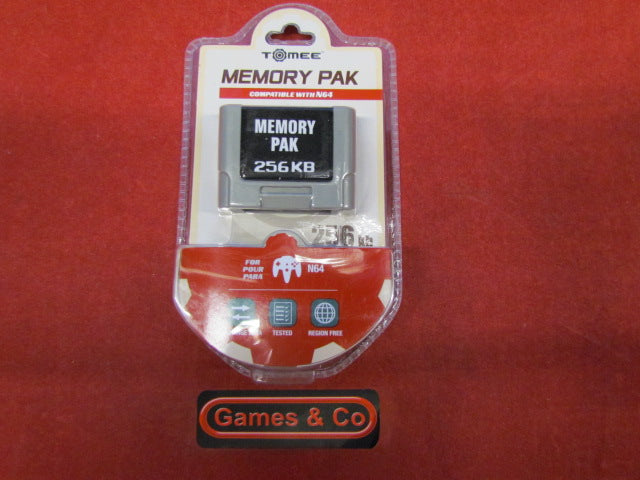 TOMEE
MEMORY PAK
COMPATIBLE WITH N64
MEMORY
PAK
256KB
256 kb
FOR
POUR
PARA
N64
TESTED
REGION FREE
Games & Co